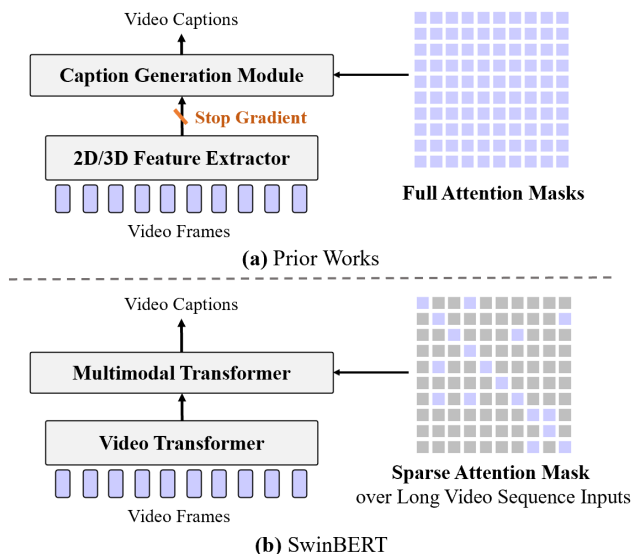 Video Captions
Caption Generation Module
Stop Gradient
2D/3D Feature Extractor
Video Frames
Full Attention Masks
(a) Prior Works
Video Captions
Multimodal Transformer
Video Transformer
Video Frames
Sparse Attention Mask
over Long Video Sequence Inputs
(b) SwinBERT